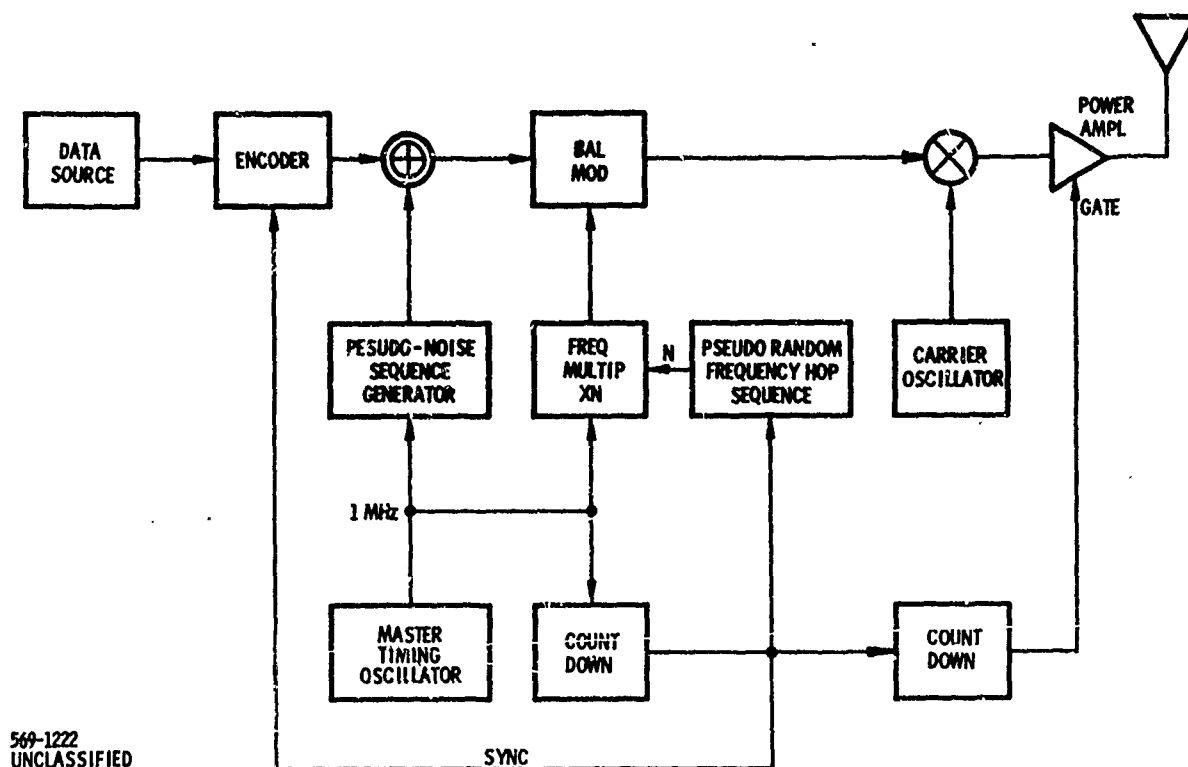 POWER
AMPL
DATA
SOURCE
ENCODER
BAL
MOD
GATE
PESUDO-NOISE
SEQUENCE
GENERATOR
FREQ
MULTIP
XN
N
PSEUDO RANDOM
FREQUENCY HOP
SEQUENCE
CARRIER
OSCILLATOR
1 MHz
MASTER
TIMING
OSCILLATOR
COUNT
DOWN
COUNT
DOWN
569-1222
UNCLASSIFIED
SYNC